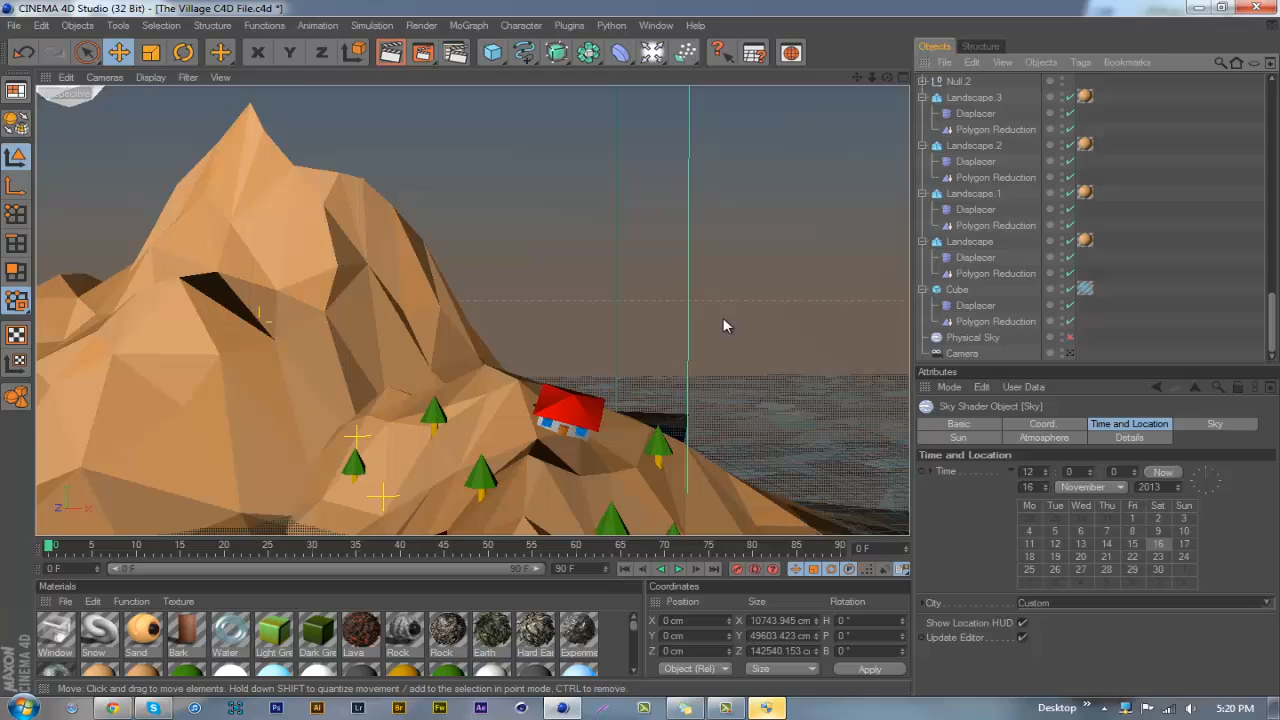 CINEMA 4D Studio (32 Bit) - [The Village C4D File.c4d *]
File Edit Objects Tools Selection Structure Functions Animation Simulation Render MoGraph Character Plugins Python Window Help
Edit Cameras Display Filter View
Z X
0 5 10 15 20 25 30 35 40 45 50 55 60 65 70 75 80 85 90 0 F
0 F 0 F 90 F 90 F
Materials
File Edit Function Texture
Window Snow Sand Bark Water Light Gre Dark Gre Lava Rock Rock Earth Hard Ear Experime
Coordinates
Position Size Rotation
X 0 cm X 10743.945 cm H 0 °
Y 0 cm Y 49603.423 cm P 0 °
Z 0 cm Z 142540.153 c B 0 °
Object (Rel) Size Apply
MAXON CINEMA 4D
Move: Click and drag to move elements. Hold down SHIFT to quantize movement / add to the selection in point mode, CTRL to remove.
Objects Structure
File Edit View Objects Tags Bookmarks
Null.2
Landscape.3
Displacer
Polygon Reduction
Landscape.2
Displacer
Polygon Reduction
Landscape.1
Displacer
Polygon Reduction
Landscape
Displacer
Polygon Reduction
Cube
Displacer
Polygon Reduction
Physical Sky
Camera
Attributes
Mode Edit User Data
Sky Shader Object [Sky]
Basic Coord. Time and Location Sky
Sun Atmosphere Details
Time and Location
Time 12 : 0 0 Now
16 November 2013
Mo Tue Wed Thu Fri Sat Sun
1 2 3
4 5 6 7 8 9 10
11 12 13 14 15 16 17
18 19 20 21 22 23 24
25 26 27 28 29 30
City Custom
Show Location HUD
Update Editor
Ps Ai Lr Br Fw Ae
Desktop 5:20 PM